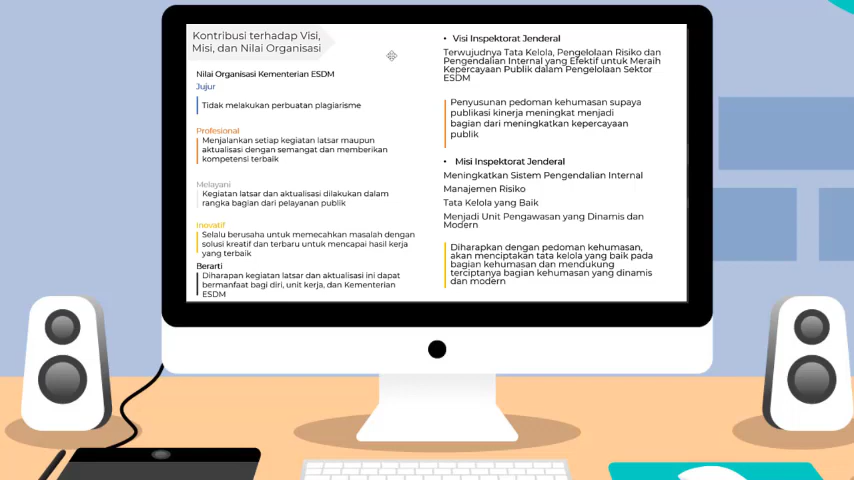 Kontribusi terhadap Visi,
Misi, dan Nilai Organisasi
Nilai Organisasi Kementerian ESDM
Jujur
Tidak melakukan perbuatan plagiarisme
Profesional
Menjalankan setiap kegiatan latsar maupun
aktualisasi dengan semangat dan memberikan
kompetensi terbaik
Melayani
Kegiatan latsar dan aktualisasi dilakukan dalam
rangka bagian dari pelayanan publik
Inovatif
Selalu berusaha untuk memecahkan masalah dengan
solusi kreatif dan terbaru untuk mencapai hasil kerja
yang terbaik
Berarti
Diharapan kegiatan latsar dan aktualisasi ini dapat
bermanfaat bagi diri, unit kerja, dan Kementerian
ESDM
• Visi Inspektorat Jenderal
Terwujudnya Tata Kelola, Pengelolaan Risiko dan
Pengendalian Internal yang Efektif untuk Meraih
Kepercayaan Publik dalam Pengelolaan Sektor
ESDM
Penyusunan pedoman kehumasan supaya
publikasi kinerja meningkat menjadi
bagian dari meningkatkan kepercayaan
publik
• Misi Inspektorat Jenderal
Meningkatkan Sistem Pengendalian Internal
Manajemen Risiko
Tata Kelola yang Baik
Menjadi Unit Pengawasan yang Dinamis dan
Modern
Diharapkan dengan pedoman kehumasan,
akan menciptakan tata kelola yang baik pada
bagian kehumasan dan mendukung
terciptanya bagian kehumasan yang dinamis
dan modern